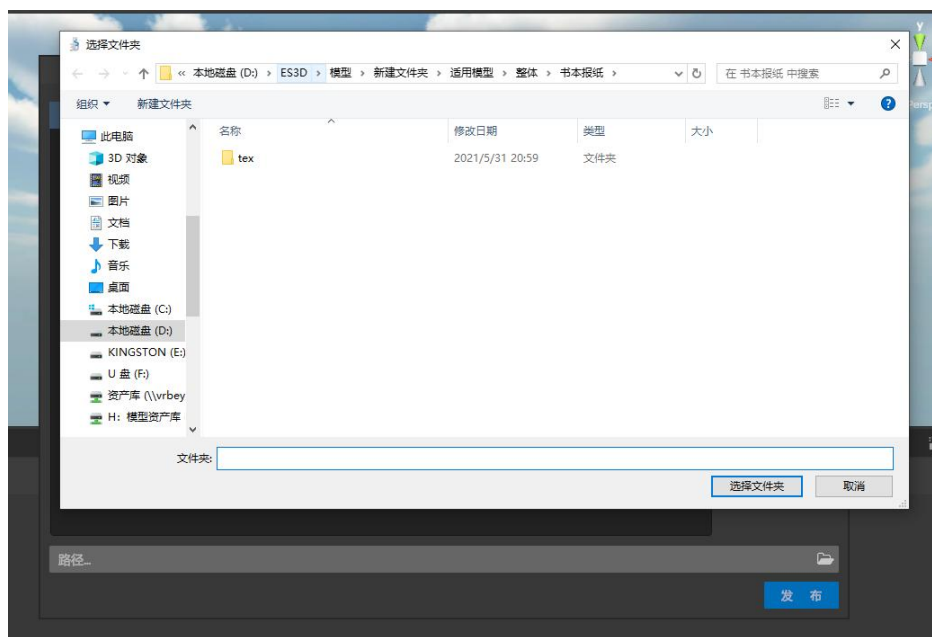 选择文件夹
« 本地磁盘 (D:) › ES3D › 模型 › 新建文件夹 › 适用模型 › 整体 › 书本报纸 ›
在 书本报纸 中搜索
组织 新建文件夹
名称 修改日期 类型 大小
tex 2021/5/31 20:59 文件夹
此电脑
3D 对象
视频
图片
文档
下载
音乐
桌面
本地磁盘 (C:)
本地磁盘 (D:)
KINGSTON (E:)
U 盘 (F:)
资产库 (\\vrbey
H: 模型资产库
文件夹:
选择文件夹 取消
路径...
发 布
y
Persp